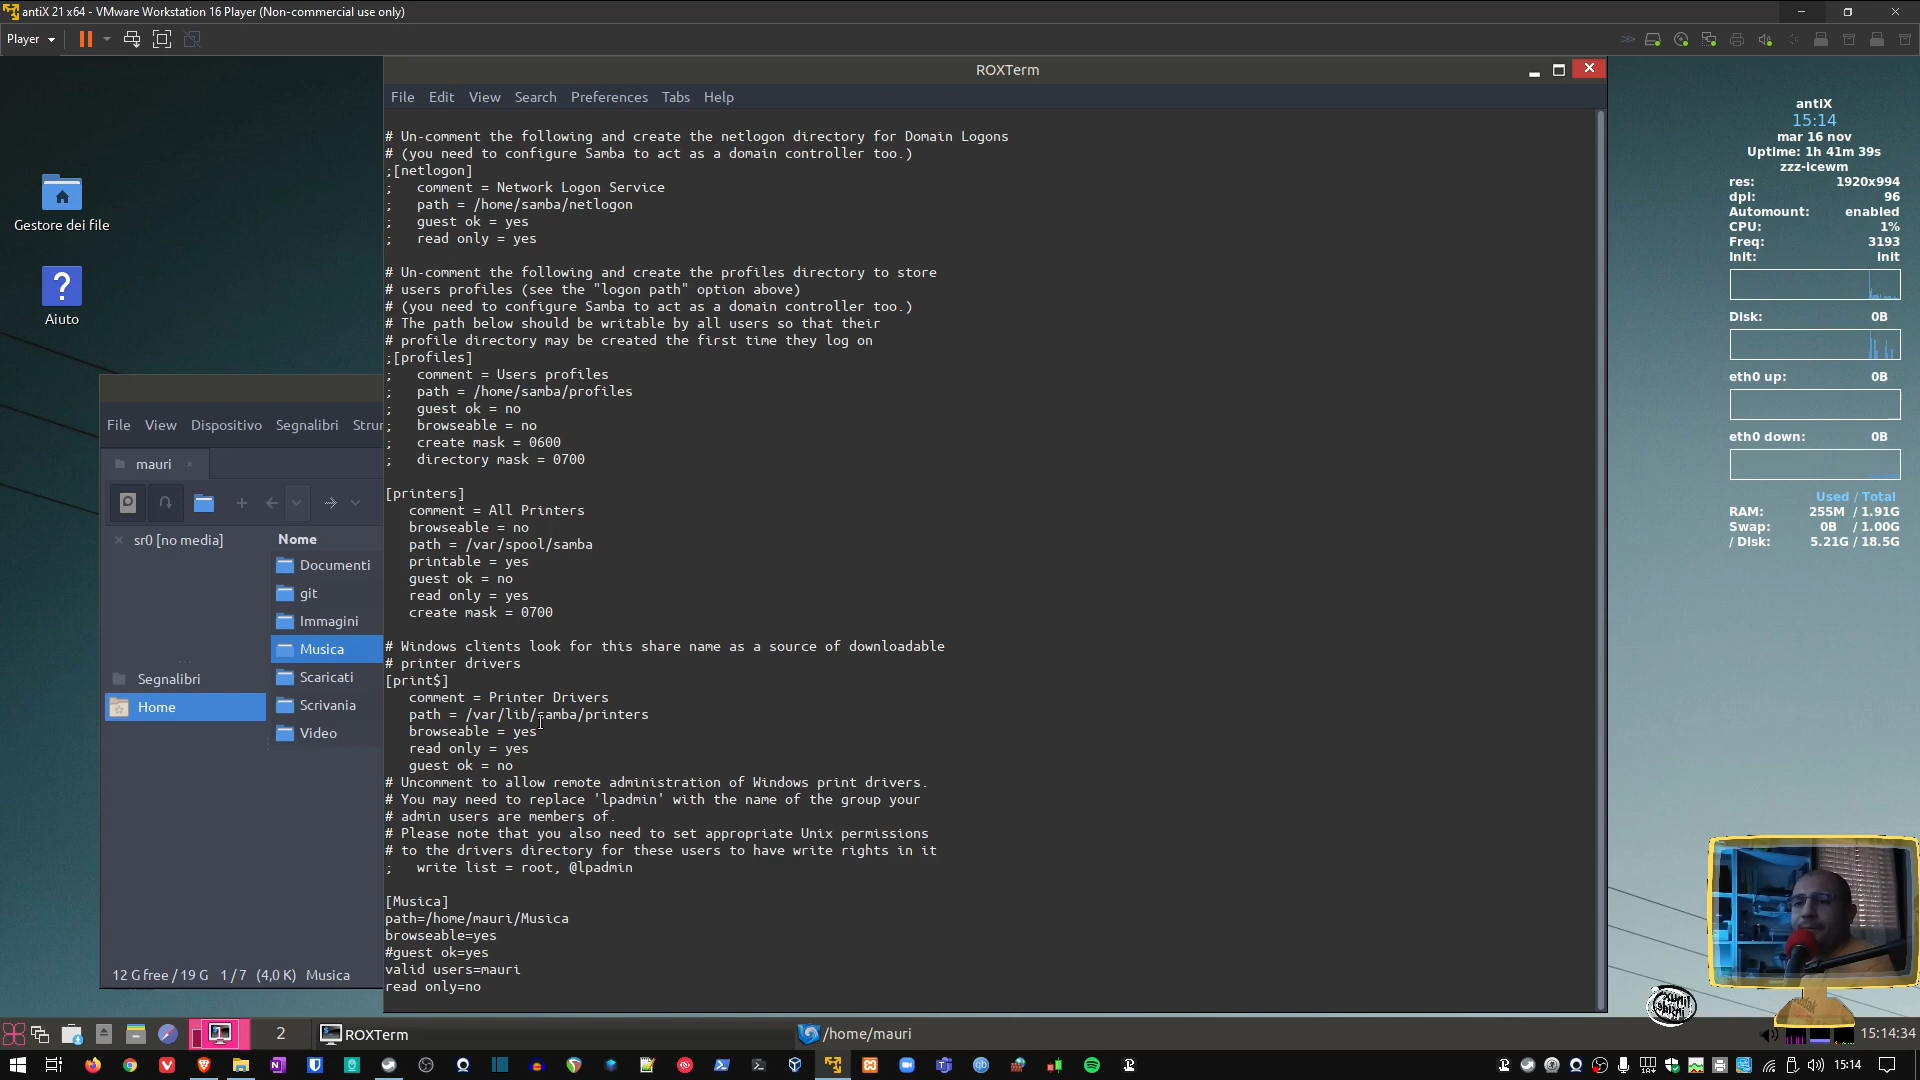 antiX 21 x64 - VMware Workstation 16 Player (Non-commercial use only)
Player
ROXTerm
File Edit View Search Preferences Tabs Help
# Un-comment the following and create the netlogon directory for Domain Logons
# (you need to configure Samba to act as a domain controller too.)
;[netlogon]
;   comment = Network Logon Service
;   path = /home/samba/netlogon
;   guest ok = yes
;   read only = yes
# Un-comment the following and create the profiles directory to store
# users profiles (see the "logon path" option above)
# (you need to configure Samba to act as a domain controller too.)
# The path below should be writable by all users so that their
# profile directory may be created the first time they log on
;[profiles]
;   comment = Users profiles
;   path = /home/samba/profiles
;   guest ok = no
;   browseable = no
;   create mask = 0600
;   directory mask = 0700
[printers]
   comment = All Printers
   browseable = no
   path = /var/spool/samba
   printable = yes
   guest ok = no
   read only = yes
   create mask = 0700
# Windows clients look for this share name as a source of downloadable
# printer drivers
[print$]
   comment = Printer Drivers
   path = /var/lib/samba/printers
   browseable = yes
   read only = yes
   guest ok = no
# Uncomment to allow remote administration of Windows print drivers.
# You may need to replace 'lpadmin' with the name of the group your
# admin users are members of.
# Please note that you also need to set appropriate Unix permissions
# to the drivers directory for these users to have write rights in it
;   write list = root, @lpadmin
[Musica]
path=/home/mauri/Musica
browseable=yes
#guest ok=yes
valid users=mauri
read only=no
Gestore dei file
?
Aiuto
File View Dispositivo Segnalibri Stru
mauri
sr0 [no media]
Segnalibri
Home
Nome
Documenti
git
Immagini
Musica
Scaricati
Scrivania
Video
12 G free / 19 G 1 / 7 (4,0 K) Musica
antiX
15:14
mar 16 nov
Uptime: 1h 41m 39s
zzz-icewm
res: 1920x994
dpi: 96
Automount: enabled
CPU: 1%
Freq: 3193
Init: init
Disk: 0B
eth0 up: 0B
eth0 down: 0B
Used / Total
RAM: 255M / 1.91G
Swap: 0B / 1.00G
/ Disk: 5.21G / 18.5G
2 ROXTerm /home/mauri 15:14:34
15:14